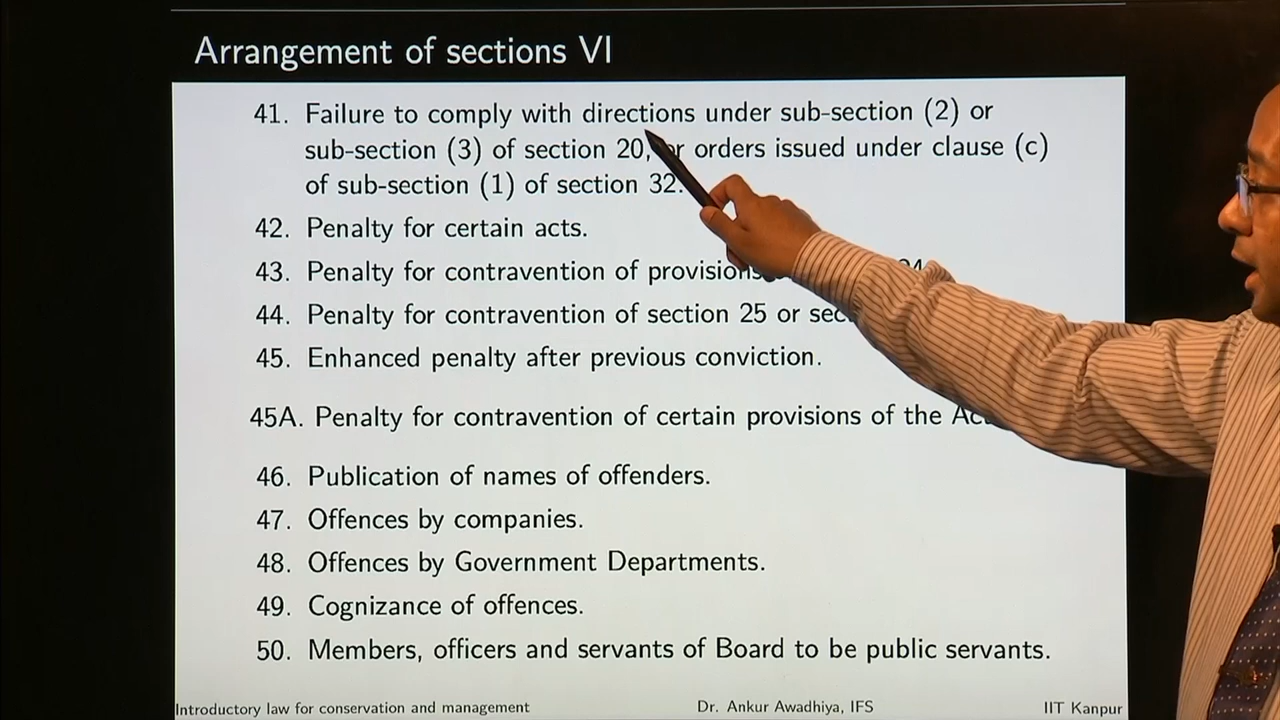 Arrangement of sections VI
41. Failure to comply with directions under sub-section (2) or
sub-section (3) of section 20, or orders issued under clause (c)
of sub-section (1) of section 32.
42. Penalty for certain acts.
43. Penalty for contravention of provisions 24
44. Penalty for contravention of section 25 or
45. Enhanced penalty after previous conviction.
45A. Penalty for contravention of certain provisions of the Act
46. Publication of names of offenders.
47. Offences by companies.
48. Offences by Government Departments.
49. Cognizance of offences.
50. Members, officers and servants of Board to be public servants.
Introductory law for conservation and management Dr. Ankur Awadhiya, IFS IIT Kanpur